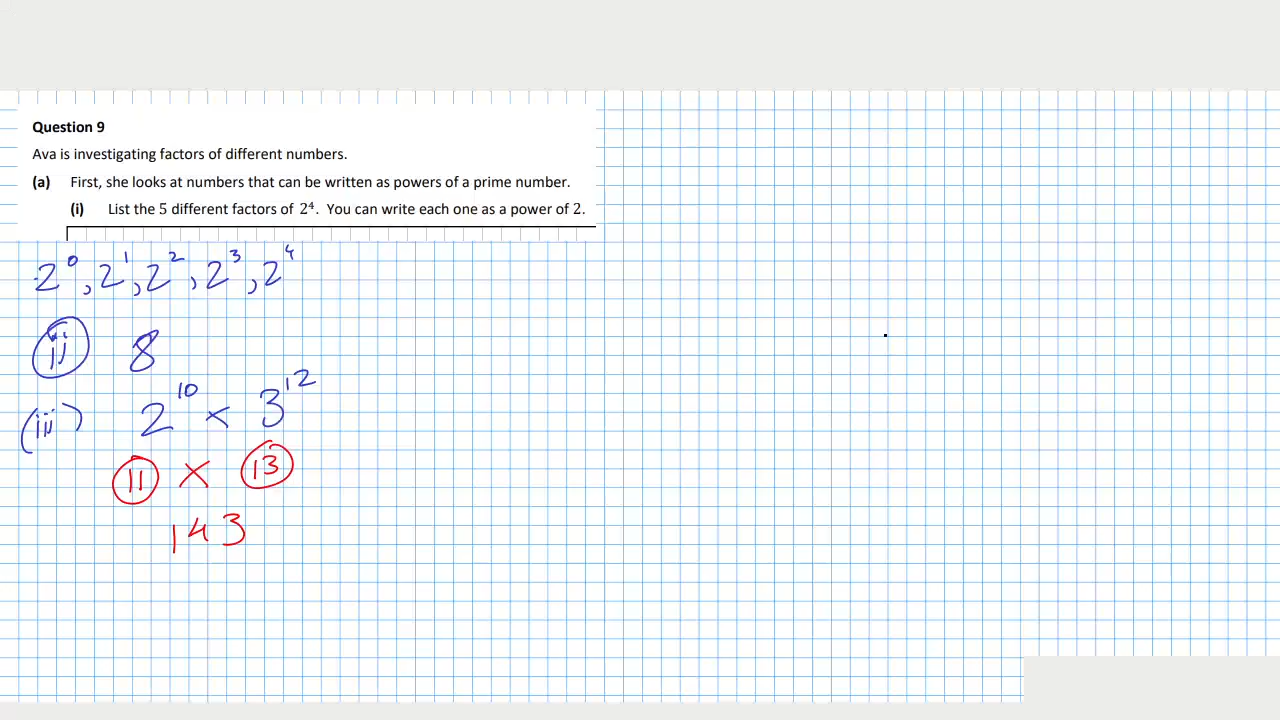 Question 9
Ava is investigating factors of different numbers.
(a) First, she looks at numbers that can be written as powers of a prime number.
(i) List the 5 different factors of 2⁴. You can write each one as a power of 2.
2⁰, 2¹, 2², 2³, 2⁴
(ii) 8
(iii) 2¹⁰ × 3¹²
11 × 13
143